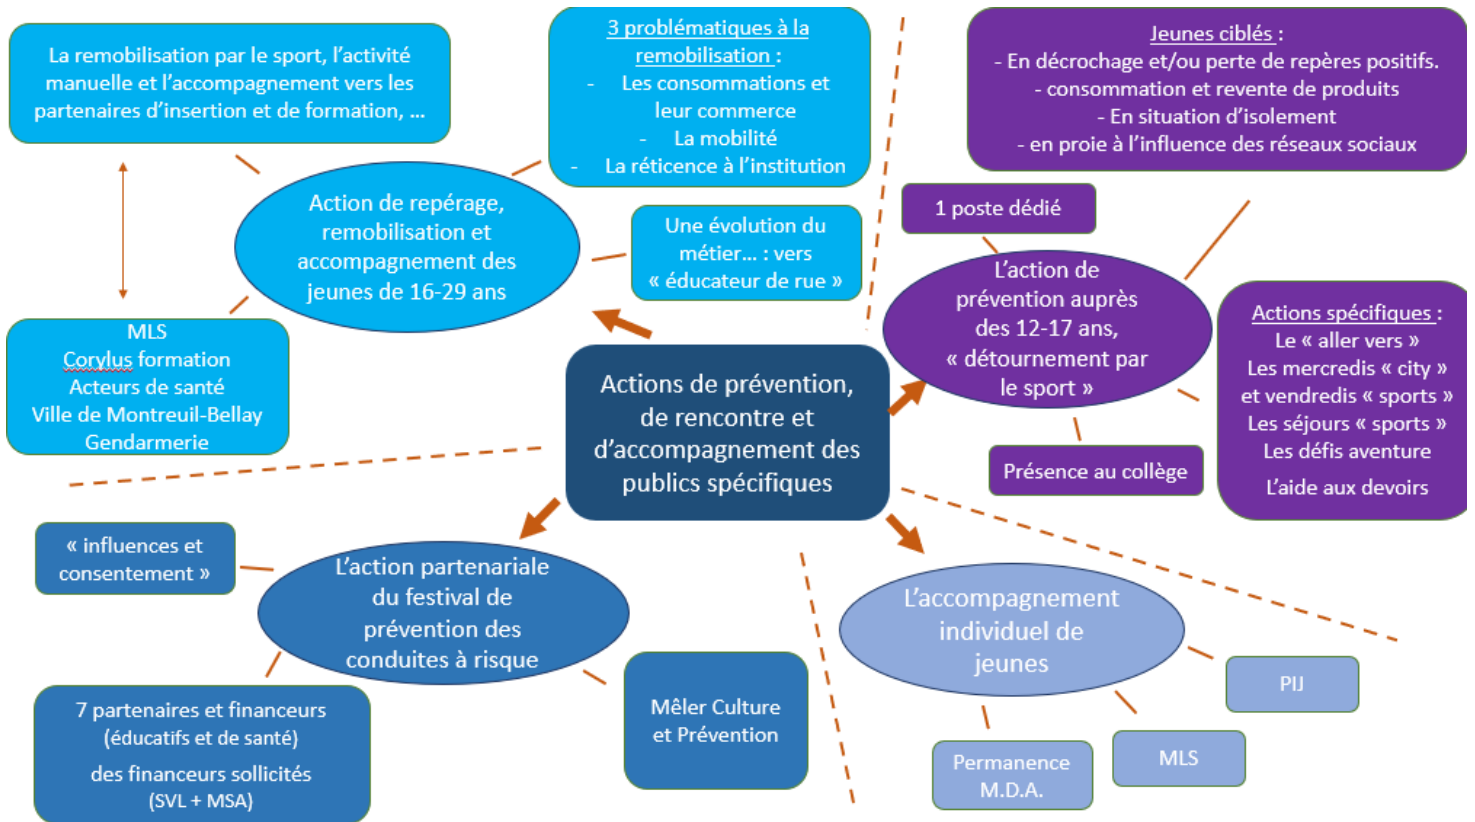 La remobilisation par le sport, l'activité
manuelle et l'accompagnement vers les
partenaires d'insertion et de formation, …
3 problématiques à la
remobilisation :
- Les consommations et
leur commerce
- La mobilité
- La réticence à l'institution
Action de repérage,
remobilisation et
accompagnement des
jeunes de 16-29 ans
Une évolution du
métier… : vers
« éducateur de rue »
MLS
Corylus formation
Acteurs de santé
Ville de Montreuil-Bellay
Gendarmerie
Jeunes ciblés :
- En décrochage et/ou perte de repères positifs.
- consommation et revente de produits
- En situation d'isolement
- en proie à l'influence des réseaux sociaux
1 poste dédié
L'action de
prévention auprès
des 12-17 ans,
« détournement par
le sport »
Actions spécifiques :
Le « aller vers »
Les mercredis « city »
et vendredis « sports »
Les séjours « sports »
Les défis aventure
L'aide aux devoirs
Présence au collège
Actions de prévention,
de rencontre et
d'accompagnement des
publics spécifiques
« influences et
consentement »
L'action partenariale
du festival de
prévention des
conduites à risque
7 partenaires et financeurs
(éducatifs et de santé)
des financeurs sollicités
(SVL + MSA)
Mêler Culture
et Prévention
L'accompagnement
individuel de
jeunes
PIJ
MLS
Permanence
M.D.A.